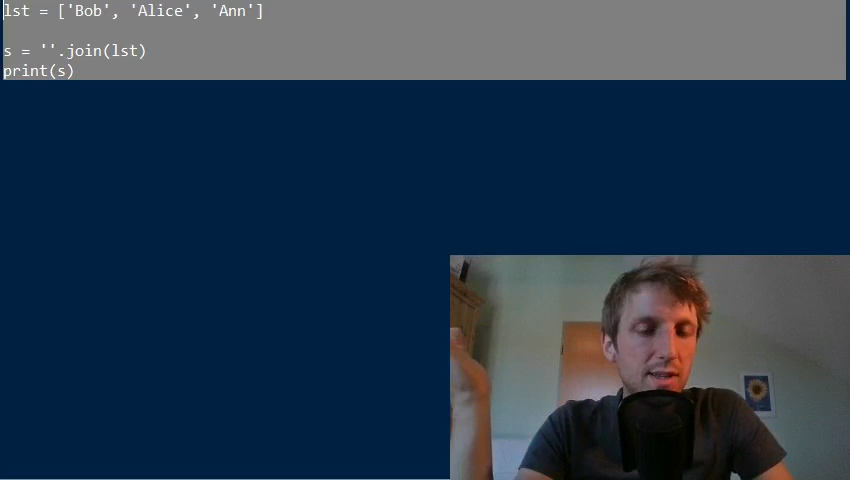 lst = ['Bob', 'Alice', 'Ann']
s = ''.join(lst)
print(s)